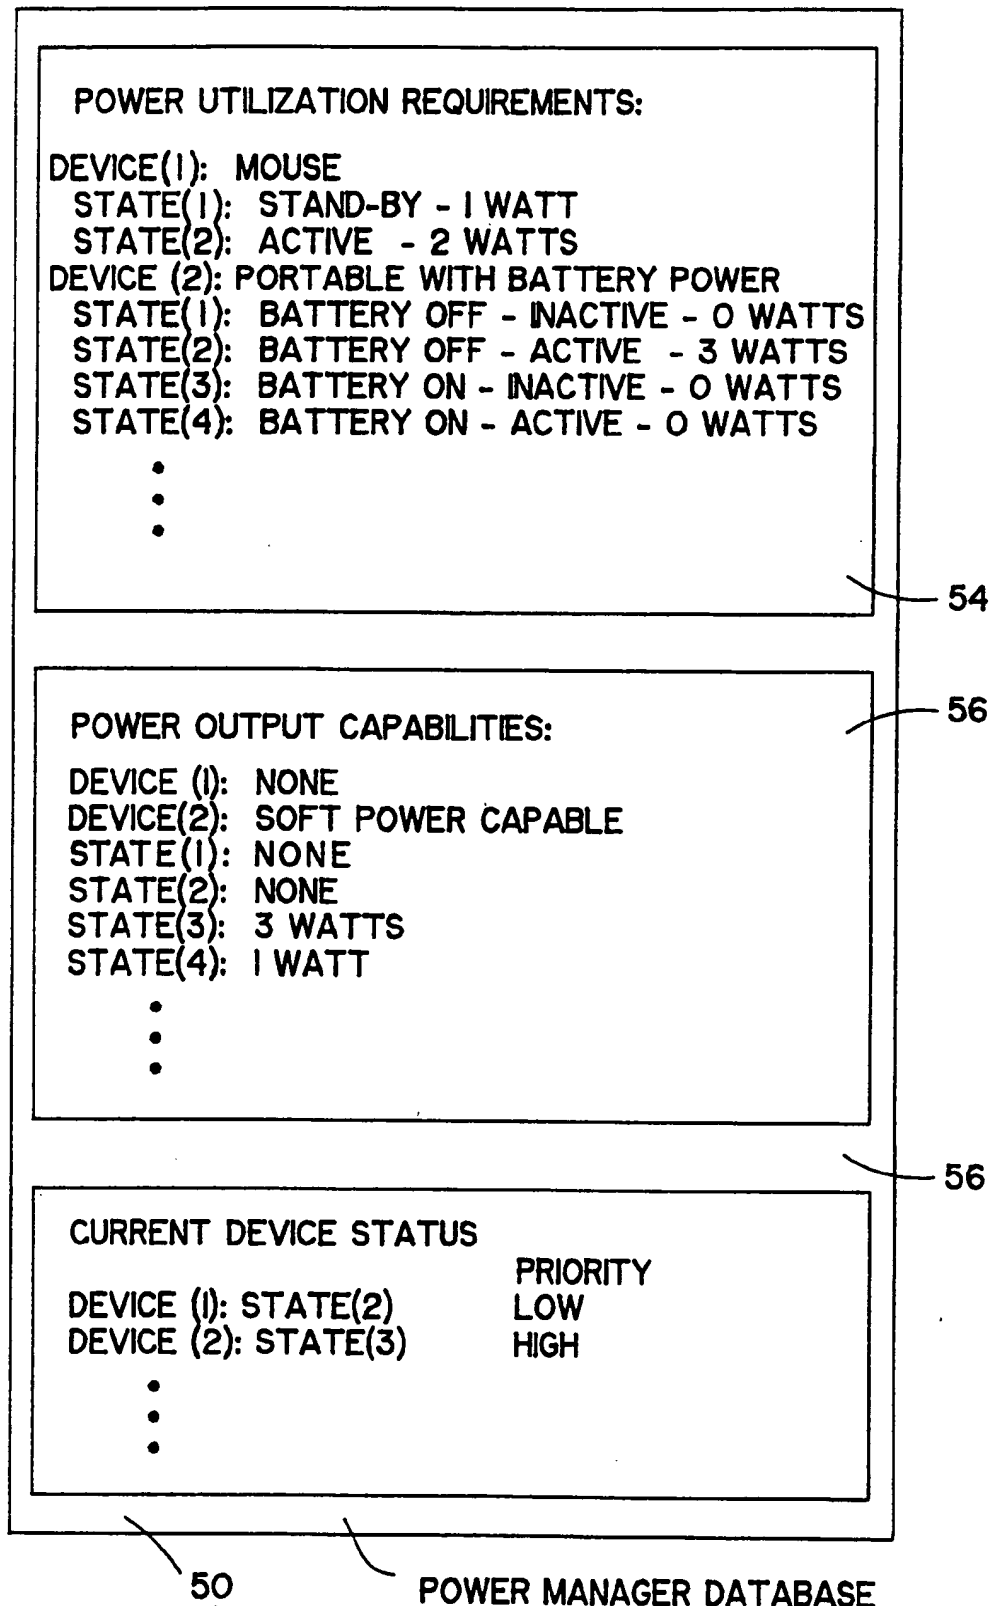 POWER UTILIZATION REQUIREMENTS:
DEVICE(1): MOUSE
STATE(1): STAND-BY - 1 WATT
STATE(2): ACTIVE - 2 WATTS
DEVICE (2): PORTABLE WITH BATTERY POWER
STATE(1): BATTERY OFF - INACTIVE - 0 WATTS
STATE(2): BATTERY OFF - ACTIVE - 3 WATTS
STATE(3): BATTERY ON - INACTIVE - 0 WATTS
STATE(4): BATTERY ON - ACTIVE - 0 WATTS
54
56
POWER OUTPUT CAPABILITIES:
DEVICE (1): NONE
DEVICE(2): SOFT POWER CAPABLE
STATE(1): NONE
STATE(2): NONE
STATE(3): 3 WATTS
STATE(4): 1 WATT
56
CURRENT DEVICE STATUS
PRIORITY
DEVICE (1): STATE(2) LOW
DEVICE (2): STATE(3) HIGH
50
POWER MANAGER DATABASE